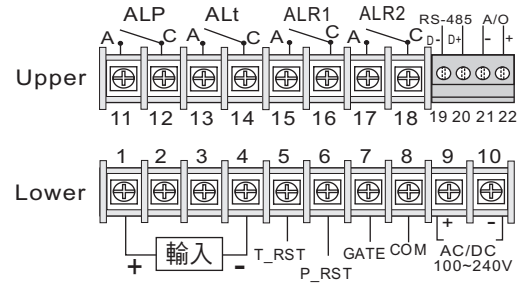 ALP ALt ALR1 ALR2 RS-485 A/O
A C A C A C A C D- D+ - +
Upper
11 12 13 14 15 16 17 18 19 20 21 22
1 2 3 4 5 6 7 8 9 10
Lower
+ 輸入 - T_RST P_RST GATE COM + -
AC/DC
100~240V